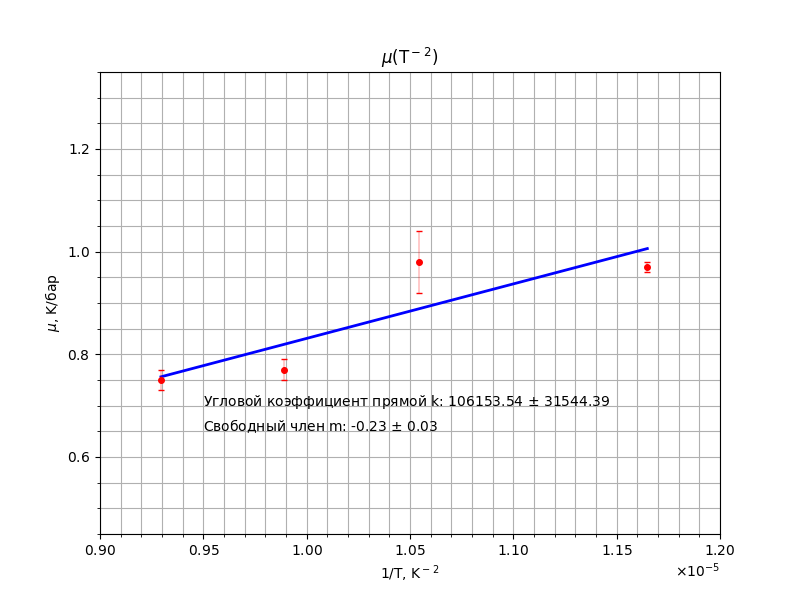 μ(T⁻²)
μ, K/бар
1.2
1.0
0.8
0.6
Угловой коэффициент прямой k: 106153.54 ± 31544.39
Свободный член m: -0.23 ± 0.03
0.90 0.95 1.00 1.05 1.10 1.15 1.20
1/T, K⁻²
×10⁻⁵